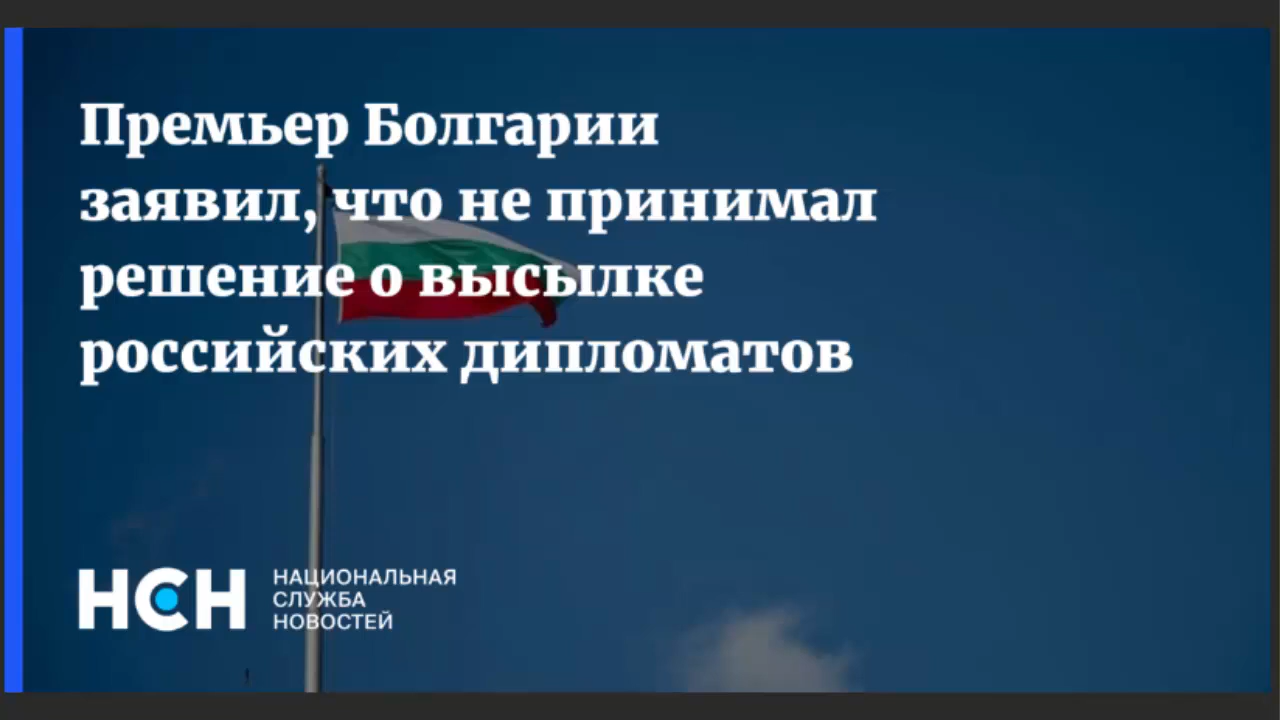 Премьер Болгарии
заявил, что не принимал
решение о высылке
российских дипломатов
НСН
НАЦИОНАЛЬНАЯ
СЛУЖБА
НОВОСТЕЙ